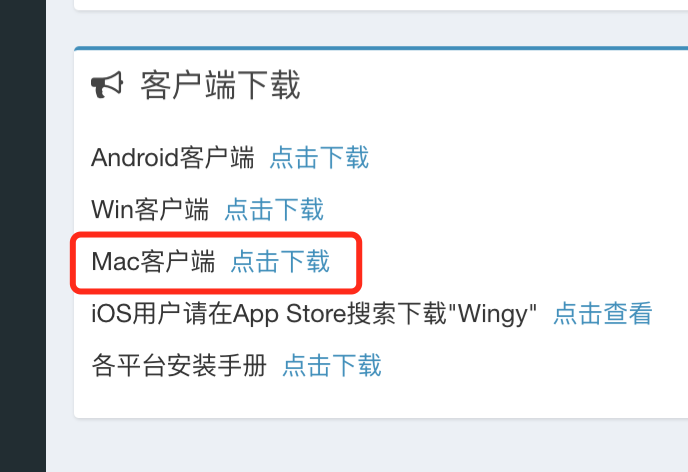 客户端下载
Android客户端 点击下载
Win客户端 点击下载
Mac客户端 点击下载
iOS用户请在App Store搜索下载"Wingy" 点击查看
各平台安装手册 点击下载